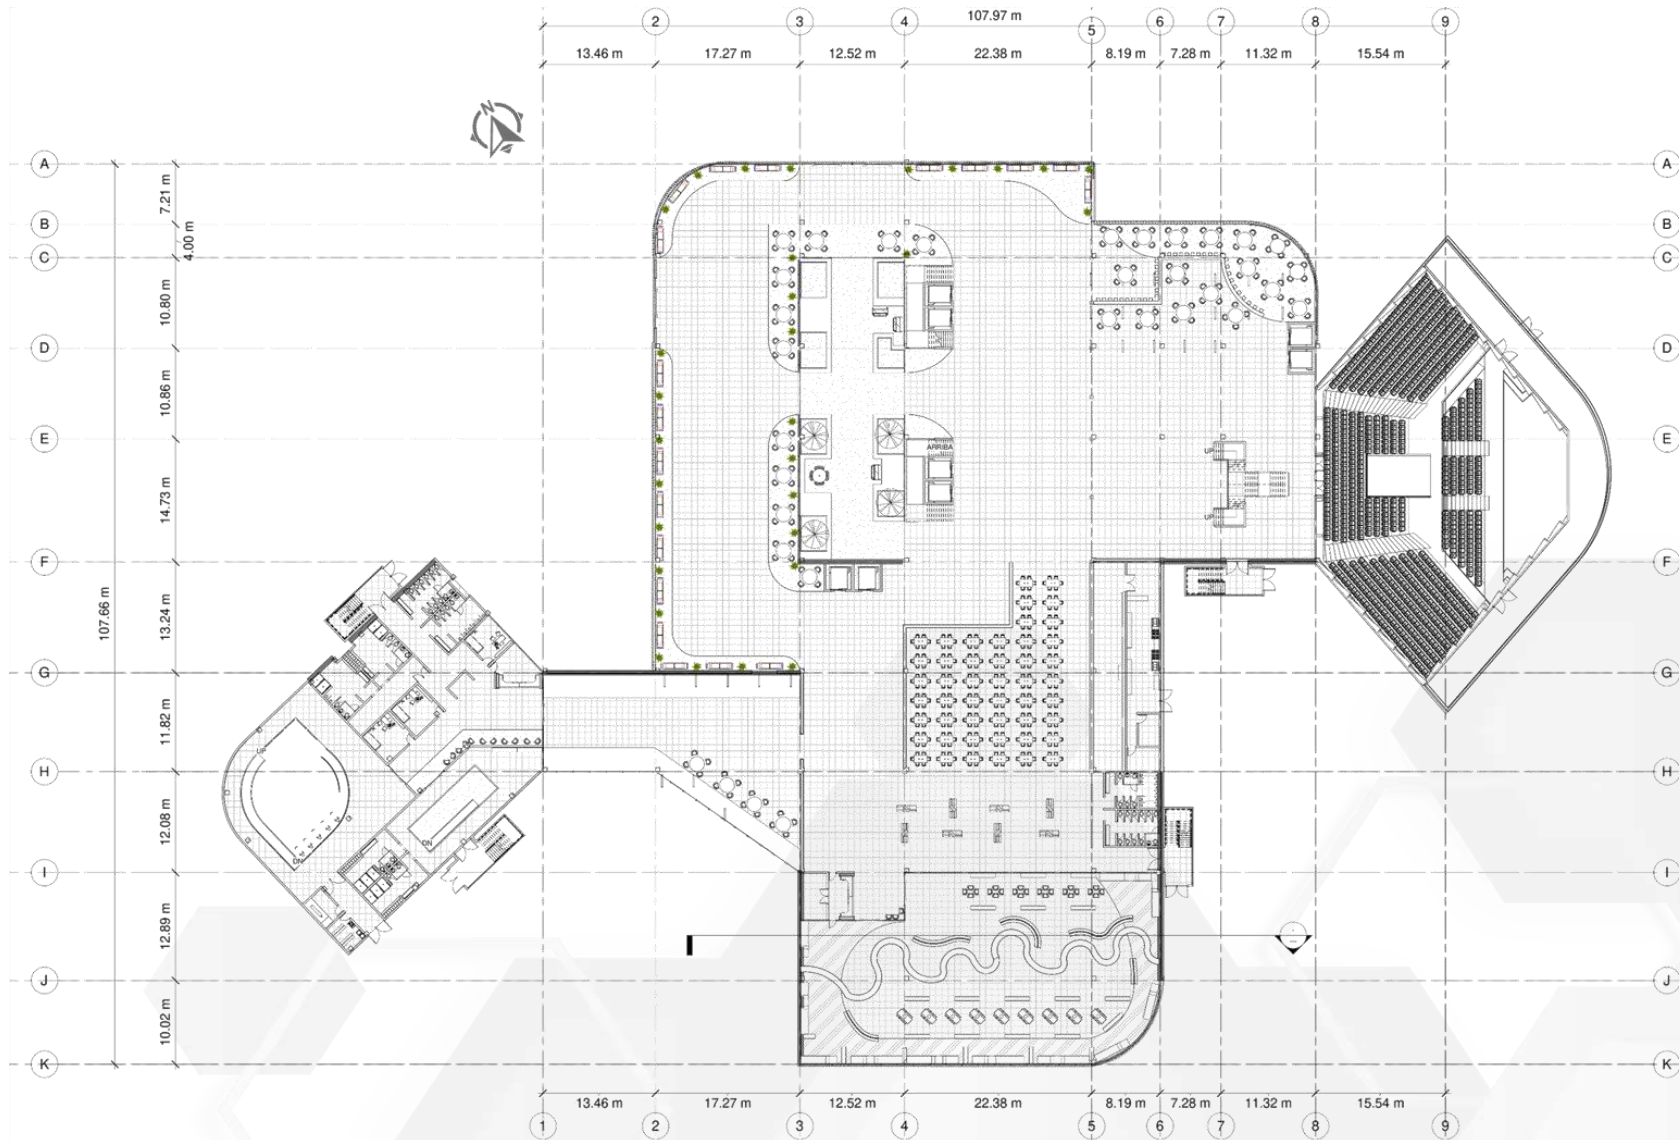 107.97 m
2 3 4 5 6 7 8 9
13.46 m 17.27 m 12.52 m 22.38 m 8.19 m 7.28 m 11.32 m 15.54 m
N
A A
7.21 m
B B
4.00 m
C C
10.80 m
D D
10.86 m
E E
ARRIBA
UP
14.73 m
UP
F F
107.66 m
13.24 m
G G
11.82 m
UP
H H
12.08 m
DN
DN
I I
12.89 m
J J
10.02 m
K K
13.46 m 17.27 m 12.52 m 22.38 m 8.19 m 7.28 m 11.32 m 15.54 m
1 2 3 4 5 6 7 8 9